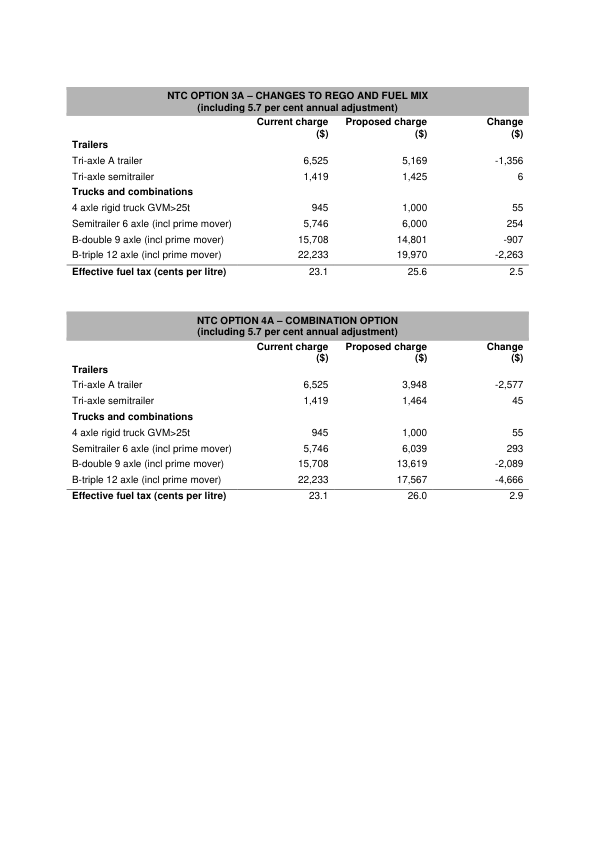 NTC OPTION 3A – CHANGES TO REGO AND FUEL MIX
(including 5.7 per cent annual adjustment)
Current charge Proposed charge Change
($) ($) ($)
Trailers
Tri-axle A trailer 6,525 5,169 -1,356
Tri-axle semitrailer 1,419 1,425 6
Trucks and combinations
4 axle rigid truck GVM>25t 945 1,000 55
Semitrailer 6 axle (incl prime mover) 5,746 6,000 254
B-double 9 axle (incl prime mover) 15,708 14,801 -907
B-triple 12 axle (incl prime mover) 22,233 19,970 -2,263
Effective fuel tax (cents per litre) 23.1 25.6 2.5
NTC OPTION 4A – COMBINATION OPTION
(including 5.7 per cent annual adjustment)
Current charge Proposed charge Change
($) ($) ($)
Trailers
Tri-axle A trailer 6,525 3,948 -2,577
Tri-axle semitrailer 1,419 1,464 45
Trucks and combinations
4 axle rigid truck GVM>25t 945 1,000 55
Semitrailer 6 axle (incl prime mover) 5,746 6,039 293
B-double 9 axle (incl prime mover) 15,708 13,619 -2,089
B-triple 12 axle (incl prime mover) 22,233 17,567 -4,666
Effective fuel tax (cents per litre) 23.1 26.0 2.9